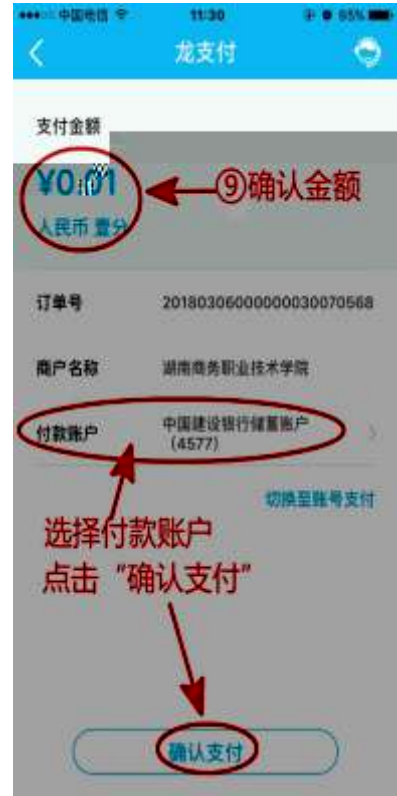 中国电信 11:30 65%
龙支付
支付金额
¥0.01
⑨确认金额
人民币 壹分
订单号 20180306000000030070568
商户名称 湖南商务职业技术学院
付款账户 中国建设银行储蓄账户
(4577)
切换至账号支付
选择付款账户
点击“确认支付”
确认支付